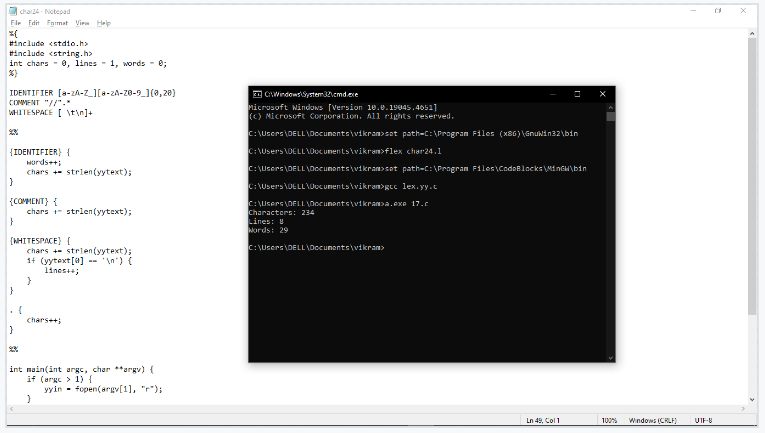 char24 - Notepad
File Edit Format View Help
%{
#include <stdio.h>
#include <string.h>
int chars = 0, lines = 1, words = 0;
%}
IDENTIFIER [a-zA-Z_][a-zA-Z0-9_]{0,20}
COMMENT "//".*
WHITESPACE [ \t\n]+
%%
{IDENTIFIER} {
words++;
chars += strlen(yytext);
}
{COMMENT} {
chars += strlen(yytext);
}
{WHITESPACE} {
chars += strlen(yytext);
if (yytext[0] == '\n') {
lines++;
}
}
. {
chars++;
}
%%
int main(int argc, char **argv) {
if (argc > 1) {
yyin = fopen(argv[1], "r");
}
C:\Windows\System32\cmd.exe
Microsoft Windows [Version 10.0.19045.4651]
(c) Microsoft Corporation. All rights reserved.
C:\Users\DELL\Documents\vikram>set path=C:\Program Files (x86)\GnuWin32\bin
C:\Users\DELL\Documents\vikram>flex char24.l
C:\Users\DELL\Documents\vikram>set path=C:\Program Files\CodeBlocks\MinGW\bin
C:\Users\DELL\Documents\vikram>gcc lex.yy.c
C:\Users\DELL\Documents\vikram>a.exe 17.c
Characters: 234
Lines: 8
Words: 29
C:\Users\DELL\Documents\vikram>
Ln 49, Col 1 100% Windows (CRLF) UTF-8